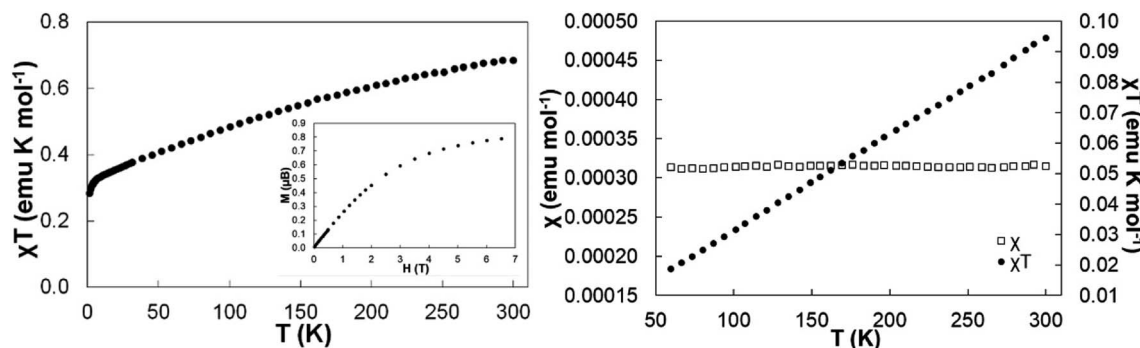 0.8
0.6
0.4
0.2
0.0
χT (emu K mol⁻¹)
0 50 100 150 200 250 300
T (K)
0.9
0.8
0.7
0.6
0.5
0.4
0.3
0.2
0.1
0.0
M (μB)
0 1 2 3 4 5 6 7
H (T)
0.00050
0.00045
0.00040
0.00035
0.00030
0.00025
0.00020
0.00015
χ (emu mol⁻¹)
50 100 150 200 250 300
T (K)
χ
χT
0.10
0.09
0.08
0.07
0.06
0.05
0.04
0.03
0.02
0.01
χT (emu K mol⁻¹)